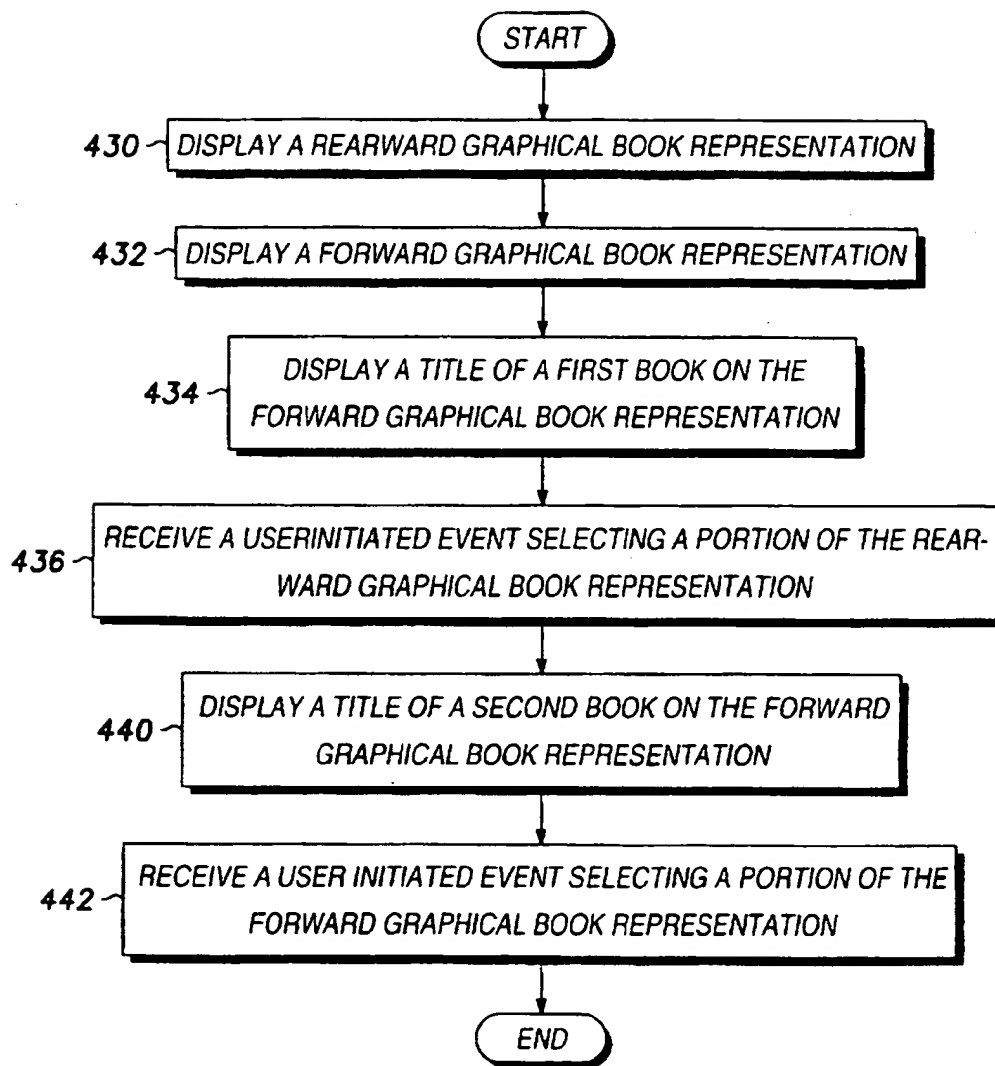 START
430 DISPLAY A REARWARD GRAPHICAL BOOK REPRESENTATION
432 DISPLAY A FORWARD GRAPHICAL BOOK REPRESENTATION
434 DISPLAY A TITLE OF A FIRST BOOK ON THE
FORWARD GRAPHICAL BOOK REPRESENTATION
436 RECEIVE A USERINITIATED EVENT SELECTING A PORTION OF THE REAR-
WARD GRAPHICAL BOOK REPRESENTATION
440 DISPLAY A TITLE OF A SECOND BOOK ON THE FORWARD
GRAPHICAL BOOK REPRESENTATION
442 RECEIVE A USER INITIATED EVENT SELECTING A PORTION OF THE
FORWARD GRAPHICAL BOOK REPRESENTATION
END